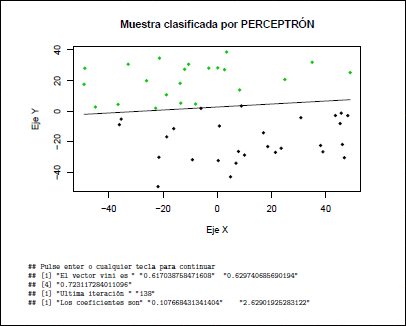 Muestra clasificada por PERCEPTRÓN
Eje Y
40
20
0
−20
−40
−40
−20
0
20
40
Eje X
## Pulse enter o cualquier tecla para continuar
## [1] "El vector vini es " "0.617038758471608" "0.629740685690194"
## [4] "0.723117284011096"
## [1] "Ultima iteración " "138"
## [1] "Los coeficientes son" "0.107668431341404" "2.62901925283122"